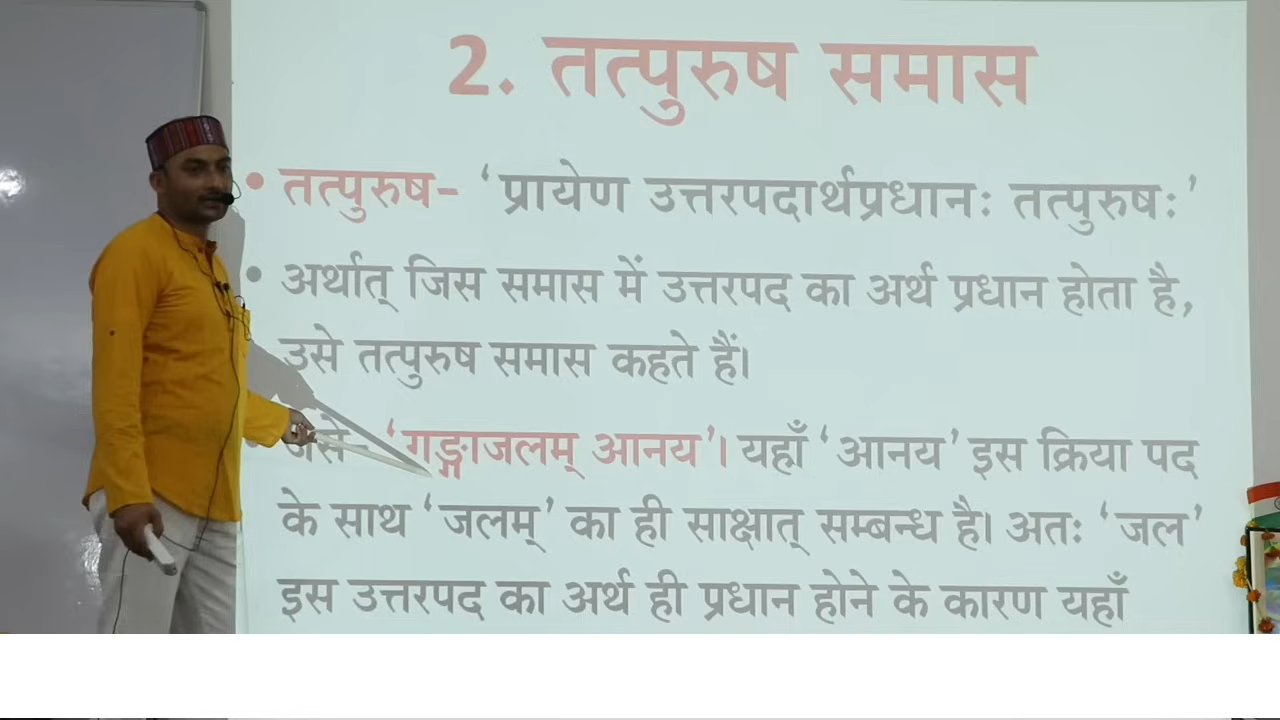 2. तत्पुरुष समास
• तत्पुरुष- ‘प्रायेण उत्तरपदार्थप्रधानः तत्पुरुषः’
• अर्थात् जिस समास में उत्तरपद का अर्थ प्रधान होता है,
उसे तत्पुरुष समास कहते हैं।
• जैसे- ‘गङ्गाजलम् आनय’। यहाँ ‘आनय’ इस क्रिया पद
के साथ ‘जलम्’ का ही साक्षात् सम्बन्ध है। अतः ‘जल’
इस उत्तरपद का अर्थ ही प्रधान होने के कारण यहाँ